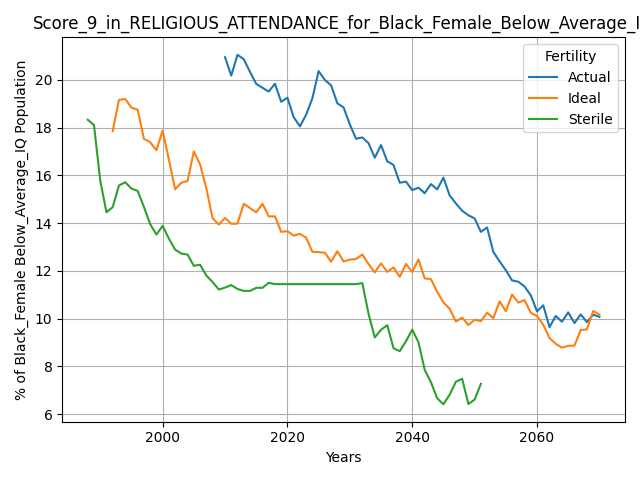 Score_9_in_RELIGIOUS_ATTENDANCE_for_Black_Female_Below_Average_I
% of Black_Female Below_Average_IQ Population
20
18
16
14
12
10
8
6
Fertility
Actual
Ideal
Sterile
2000
2020
2040
2060
Years